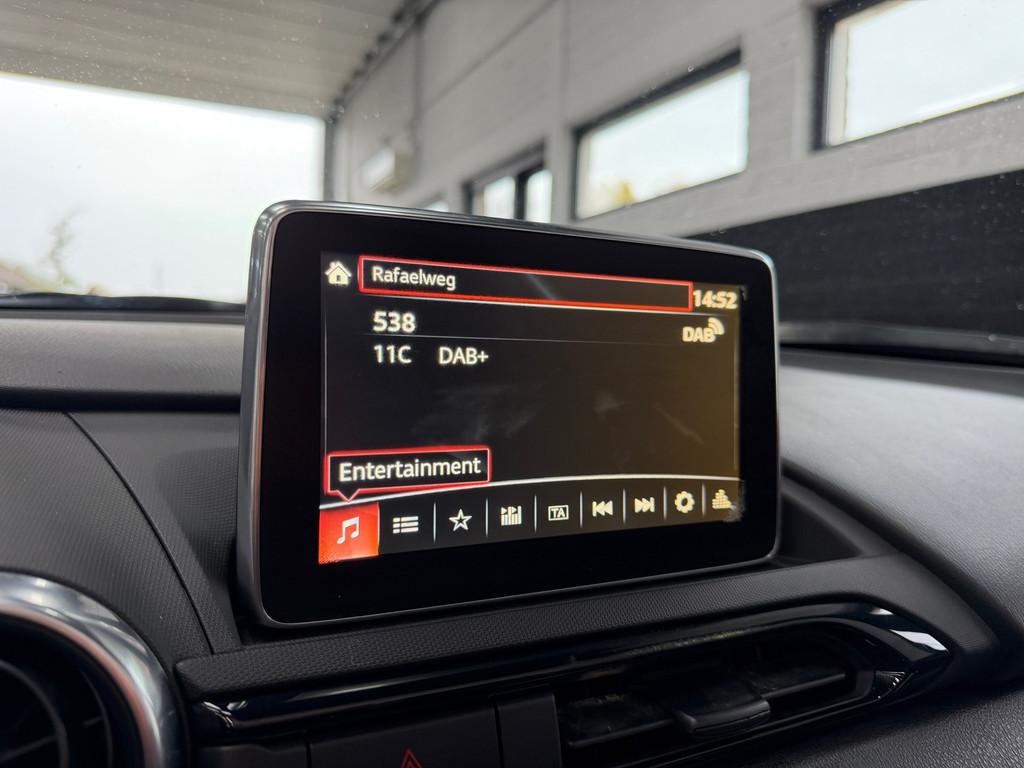 Rafaelweg
14:52
538
DAB
11C DAB+
Entertainment
TA